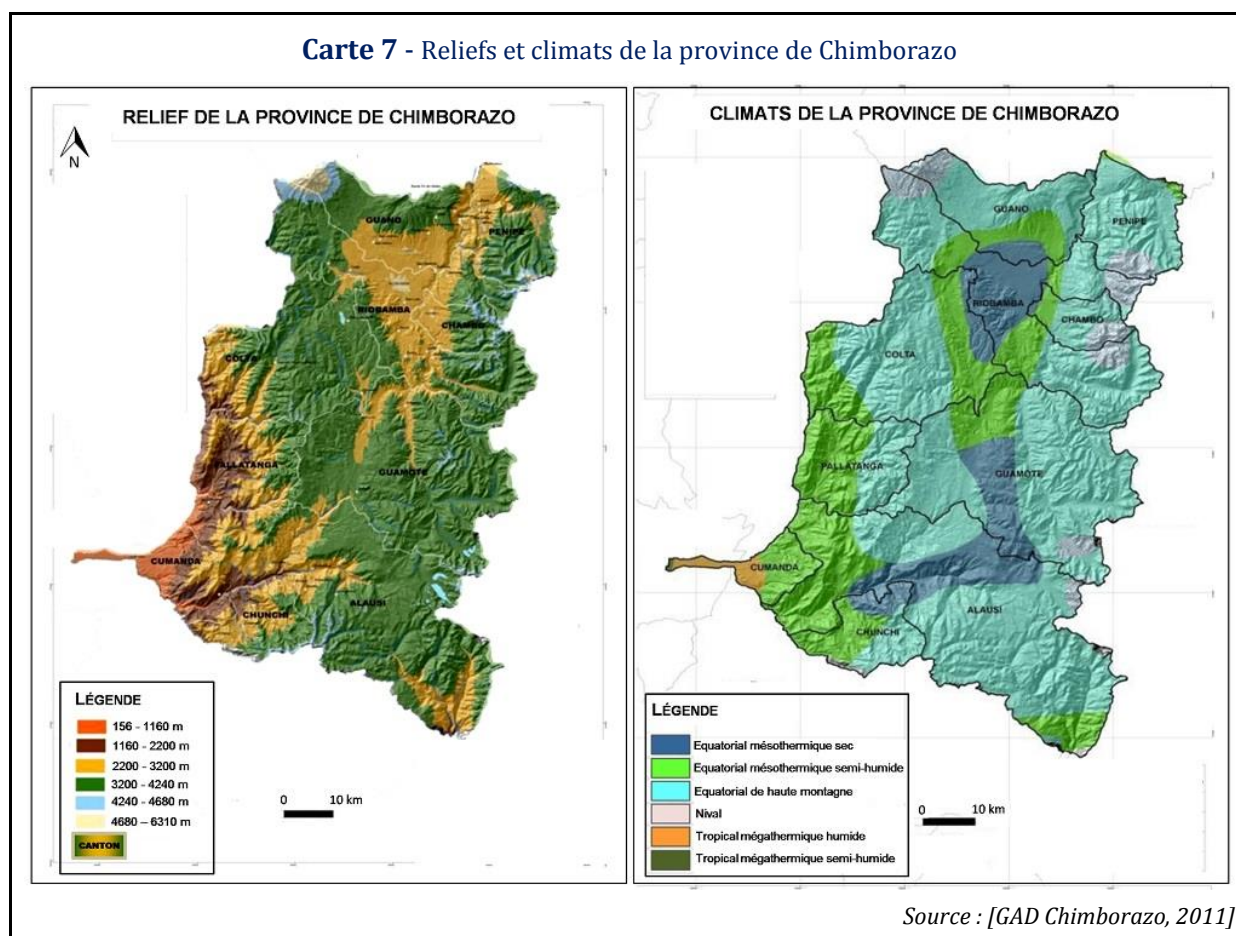 Carte 7 - Reliefs et climats de la province de Chimborazo
RELIEF DE LA PROVINCE DE CHIMBORAZO
N
GUANO
PENIPE
RIOBAMBA
CHAMBO
COLTA
PALLATANGA
GUAMOTE
CUMANDA
ALAUSI
CHUNCHI
LÉGENDE
156 - 1160 m
1160 - 2200 m
2200 - 3200 m
3200 - 4240 m
4240 - 4680 m
4680 – 6310 m
CANTON
0 10 km
CLIMATS DE LA PROVINCE DE CHIMBORAZO
GUANO
PENIPE
RIOBAMBA
CHAMBO
COLTA
PALLATANGA
GUAMOTE
CUMANDA
ALAUSI
CHUNCHI
LÉGENDE
Equatorial mésothermique sec
Equatorial mésothermique semi-humide
Equatorial de haute montagne
Nival
Tropical mégathermique humide
Tropical mégathermique semi-humide
0 10 km
Source : [GAD Chimborazo, 2011]